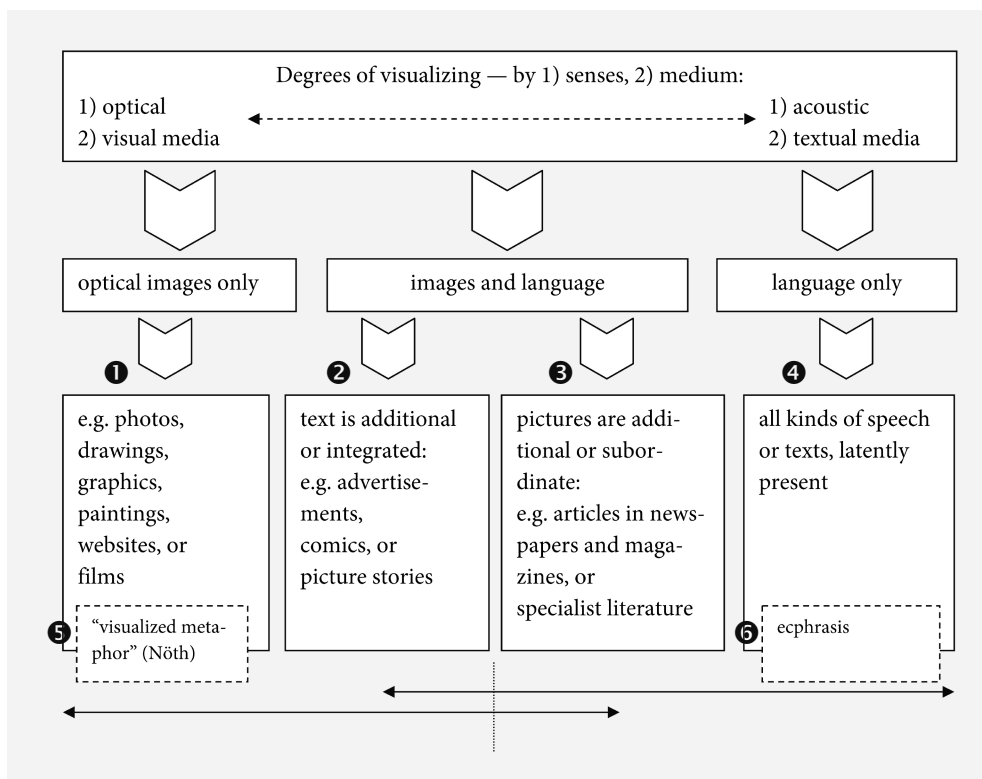 Degrees of visualizing — by 1) senses, 2) medium:
1) optical
2) visual media
1) acoustic
2) textual media
optical images only
images and language
language only
❶
e.g. photos,
drawings,
graphics,
paintings,
websites, or
films
❺
“visualized meta-
phor” (Nöth)
❷
text is additional
or integrated:
e.g. advertise-
ments,
comics, or
picture stories
❸
pictures are addi-
tional or subor-
dinate:
e.g. articles in news-
papers and maga-
zines, or
specialist literature
❹
all kinds of speech
or texts, latently
present
❻
ecphrasis